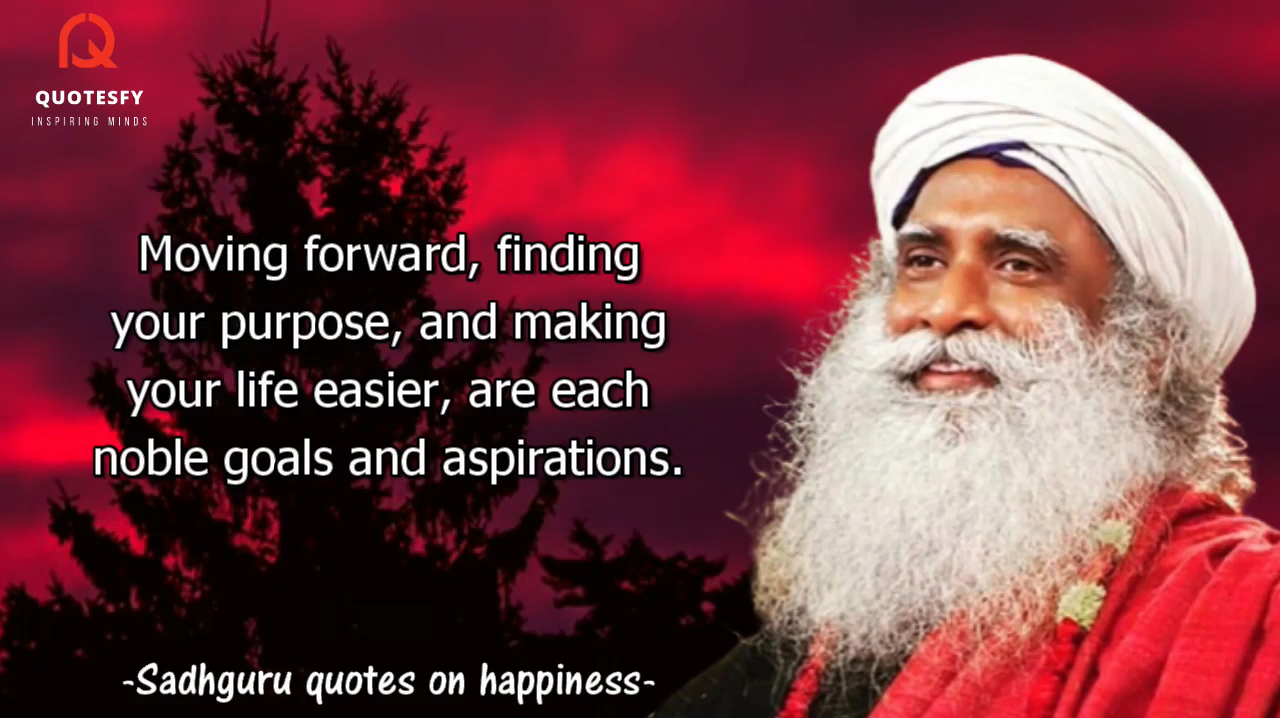 QUOTESFY
INSPIRING MINDS
Moving forward, finding
your purpose, and making
your life easier, are each
noble goals and aspirations.
-Sadhguru quotes on happiness-